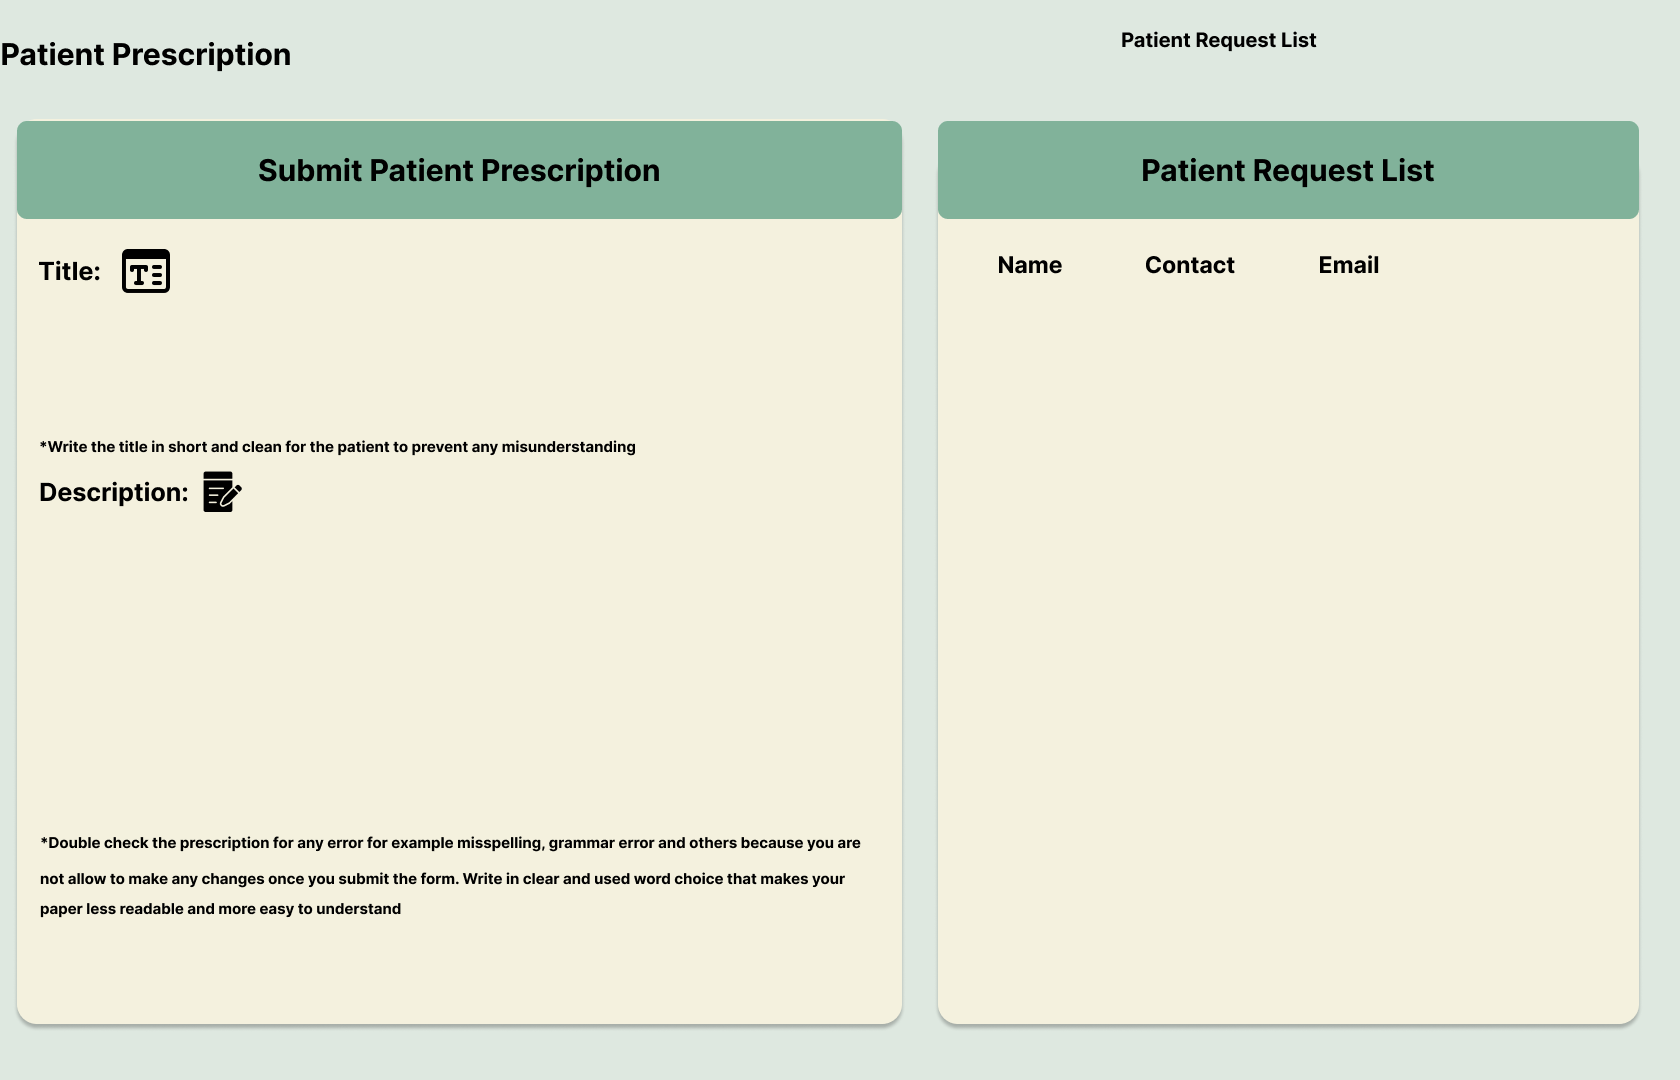 Patient Prescription
Patient Request List
Submit Patient Prescription
Title:
*Write the title in short and clean for the patient to prevent any misunderstanding
Description:
*Double check the prescription for any error for example misspelling, grammar error and others because you are
not allow to make any changes once you submit the form. Write in clear and used word choice that makes your
paper less readable and more easy to understand
Patient Request List
Name Contact Email